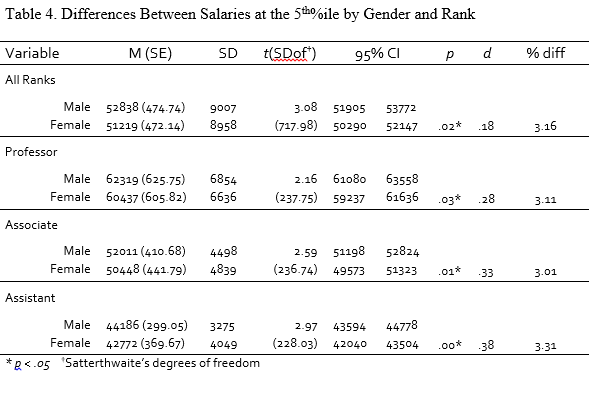 Table 4. Differences Between Salaries at the 5th%ile by Gender and Rank
Variable M (SE) SD t(SDof⁺) 95% CI p d % diff
All Ranks
Male 52838 (474.74) 9007 3.08 51905 53772
Female 51219 (472.14) 8958 (717.98) 50290 52147 .02* .18 3.16
Professor
Male 62319 (625.75) 6854 2.16 61080 63558
Female 60437 (605.82) 6636 (237.75) 59237 61636 .03* .28 3.11
Associate
Male 52011 (410.68) 4498 2.59 51198 52824
Female 50448 (441.79) 4839 (236.74) 49573 51323 .01* .33 3.01
Assistant
Male 44186 (299.05) 3275 2.97 43594 44778
Female 42772 (369.67) 4049 (228.03) 42040 43504 .00* .38 3.31
* p < .05 ⁺Satterthwaite's degrees of freedom